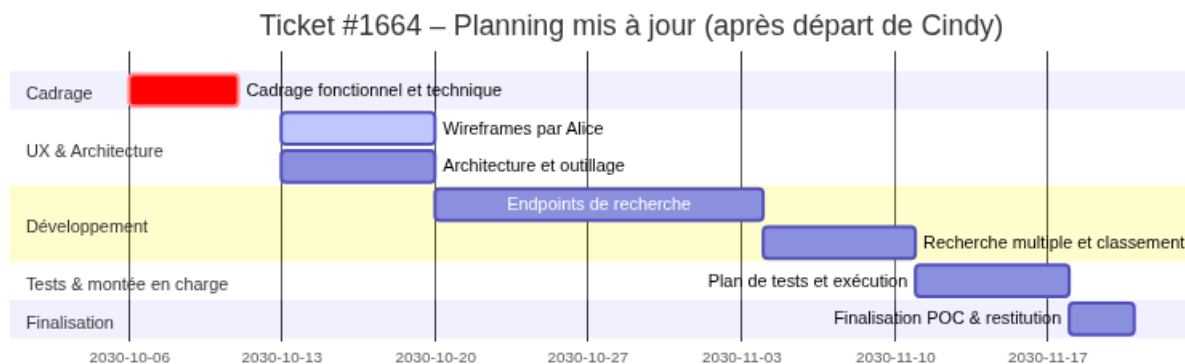 Ticket #1664 – Planning mis à jour (après départ de Cindy)
Cadrage
Cadrage fonctionnel et technique
UX & Architecture
Wireframes par Alice
Architecture et outillage
Développement
Endpoints de recherche
Recherche multiple et classement
Tests & montée en charge
Plan de tests et exécution
Finalisation
Finalisation POC & restitution
2030-10-06 2030-10-13 2030-10-20 2030-10-27 2030-11-03 2030-11-10 2030-11-17